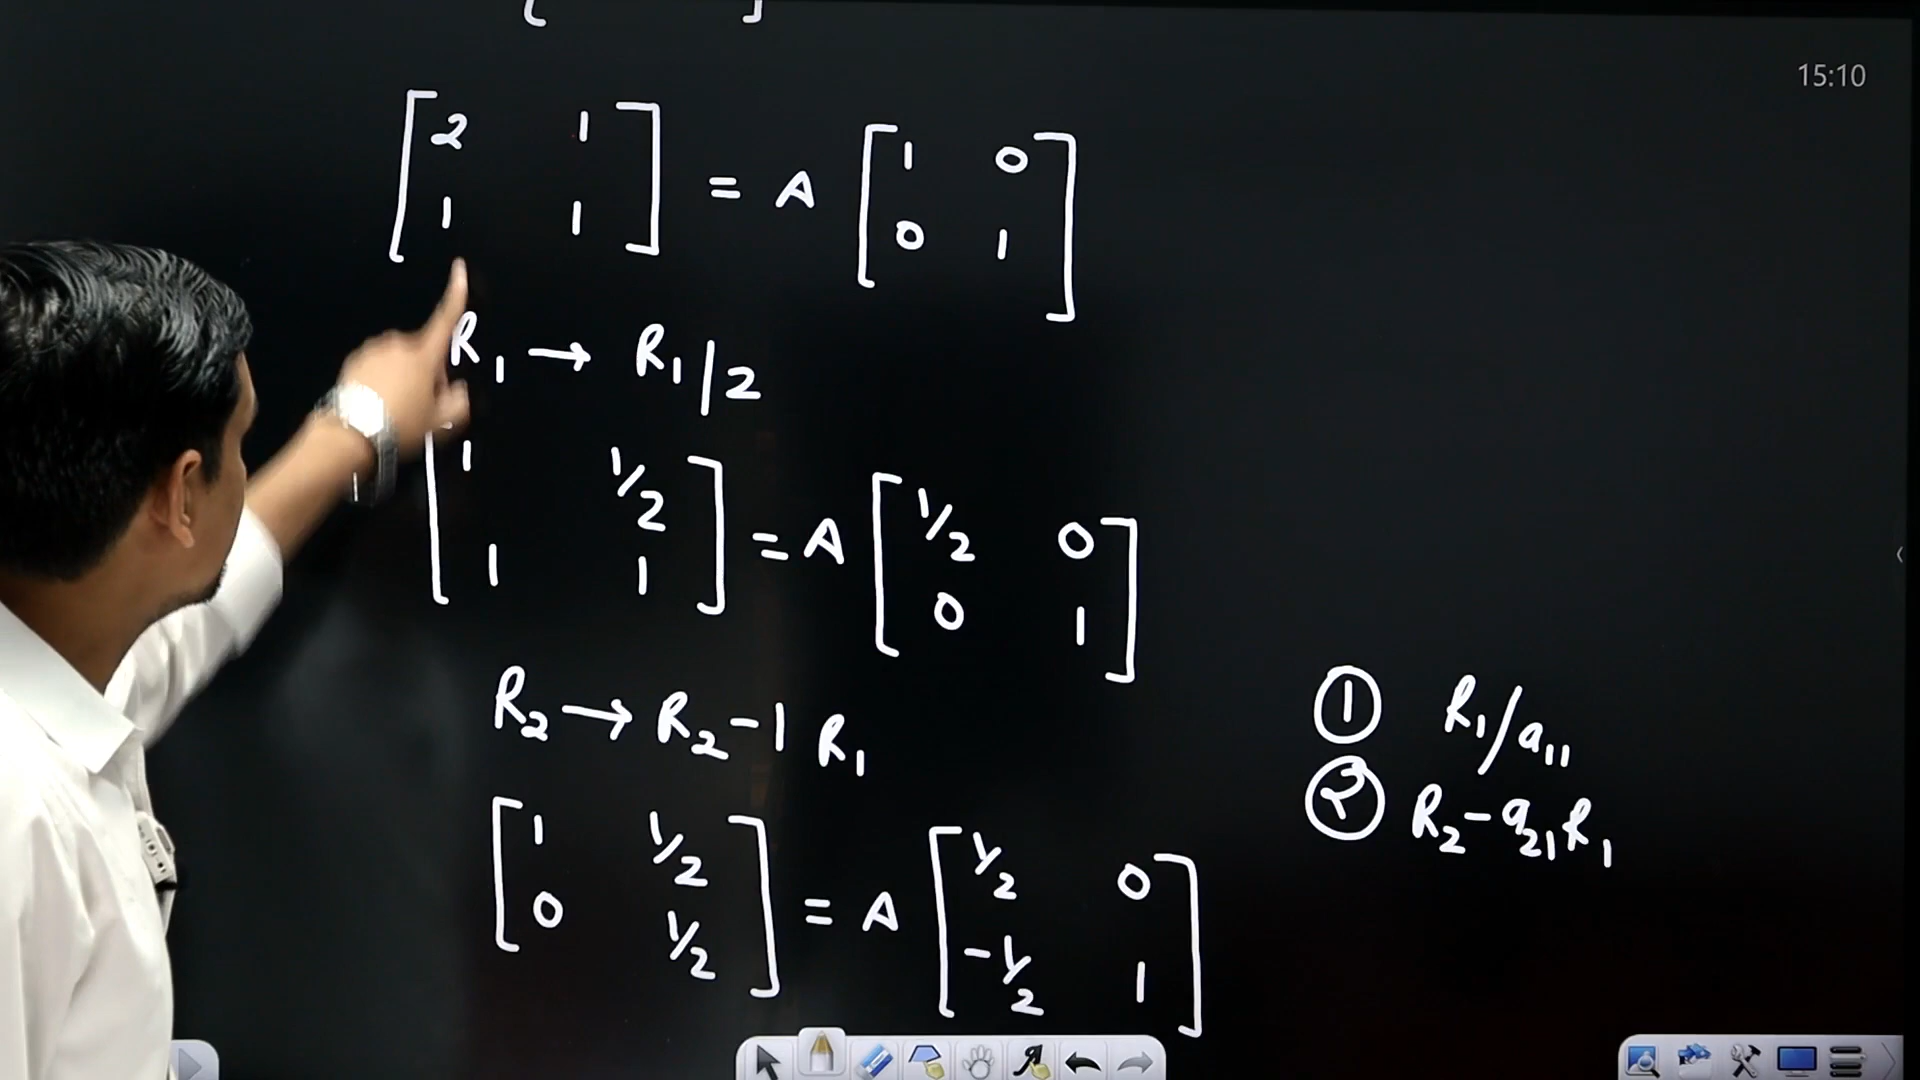 15:10
[2 1
1 1] = A [1 0
0 1]
R₁ → R₁/2
[1 1/2
1 1] = A [1/2 0
0 1]
R₂ → R₂ - 1 R₁
[1 1/2
0 1/2] = A [1/2 0
-1/2 1]
① R₁/a₁₁
② R₂ - a₂₁R₁